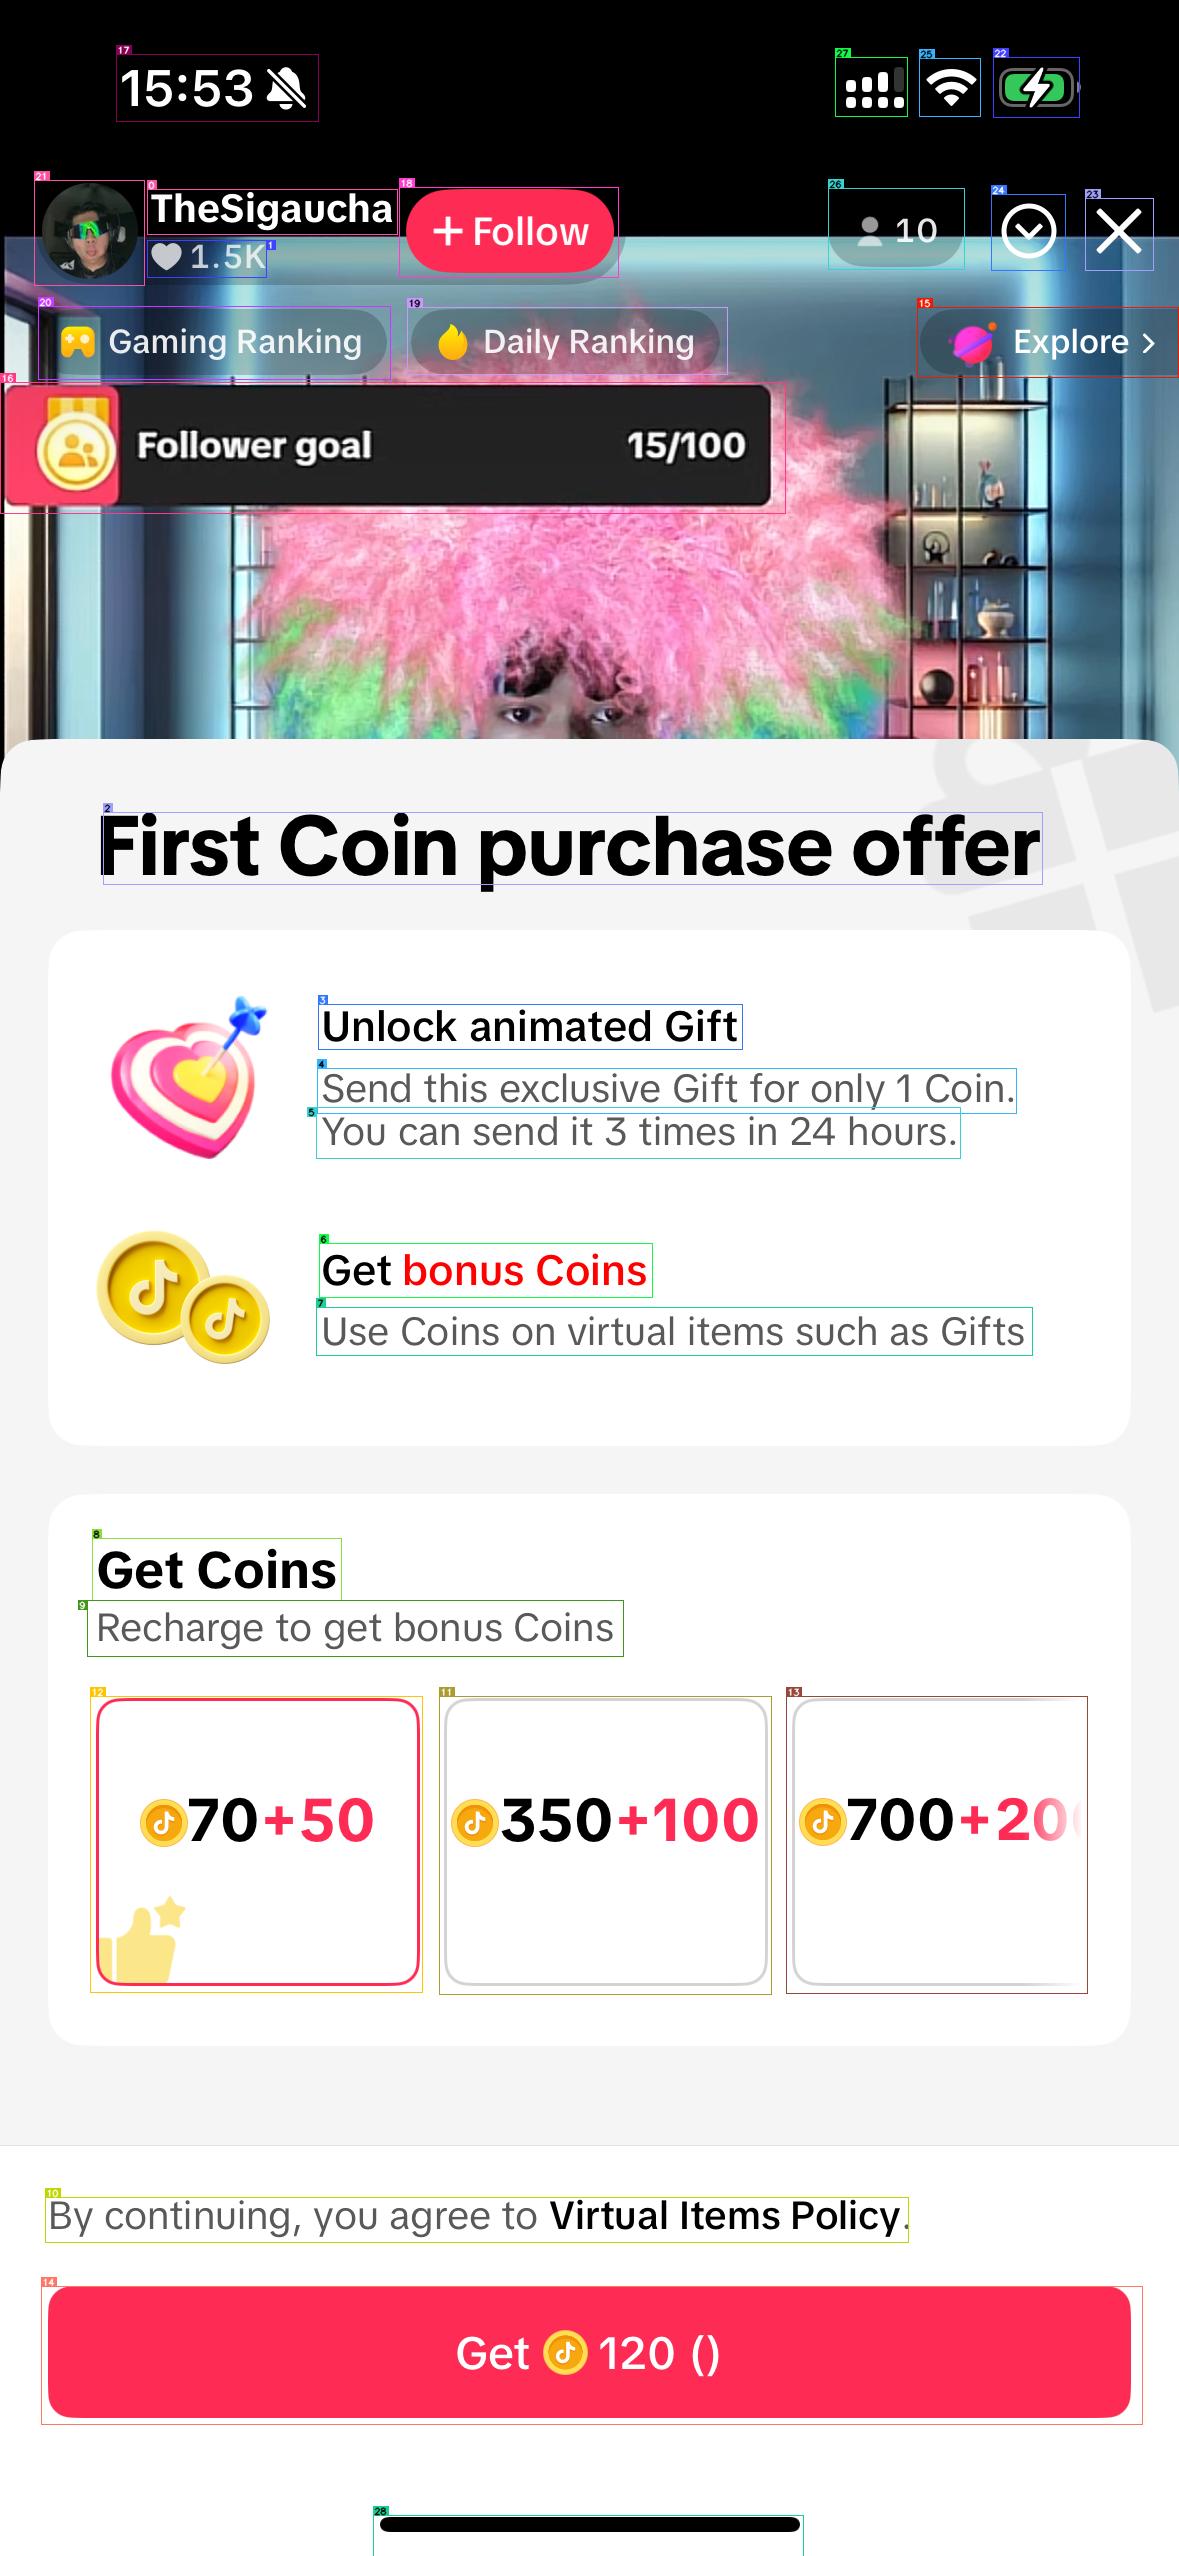 15:53
TheSigaucha
1.5K
+ Follow
10
Gaming Ranking
Daily Ranking
Explore >
Follower goal
15/100
First Coin purchase offer
Unlock animated Gift
Send this exclusive Gift for only 1 Coin.
You can send it 3 times in 24 hours.
Get bonus Coins
Use Coins on virtual items such as Gifts
Get Coins
Recharge to get bonus Coins
70+50
350+100
700+20
By continuing, you agree to Virtual Items Policy.
Get 120 ()